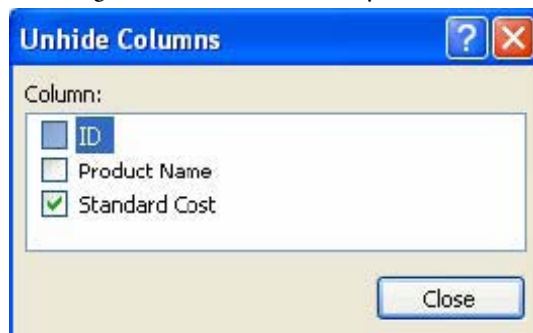 Unhide Columns
Column:
ID
Product Name
Standard Cost
Close